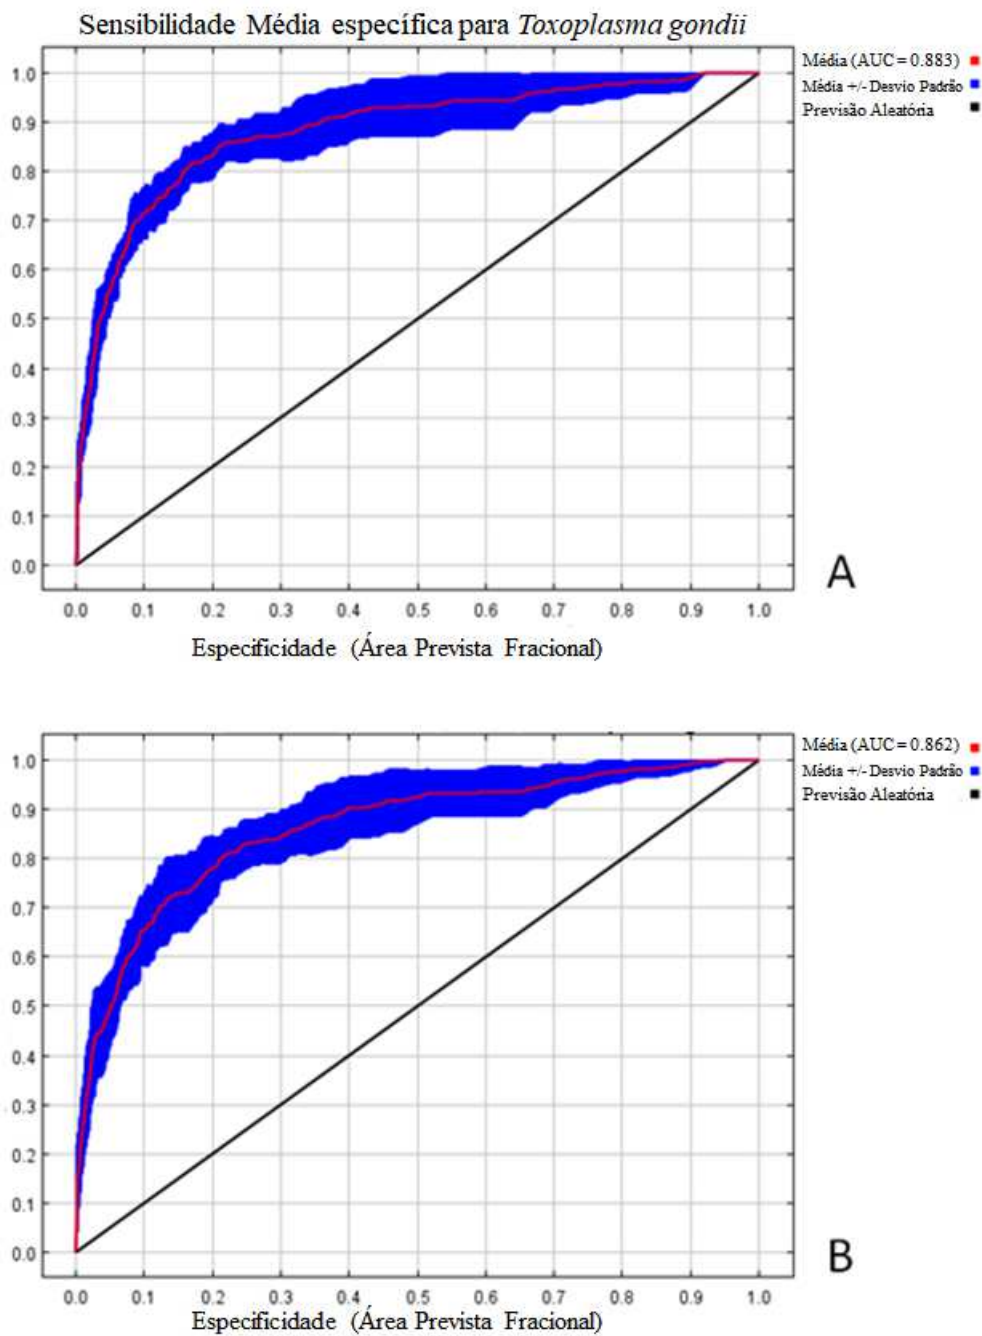 Sensibilidade Média específica para Toxoplasma gondii
Média (AUC = 0.883)
Média +/- Desvio Padrão
Previsão Aleatória
1.0
0.9
0.8
0.7
0.6
0.5
0.4
0.3
0.2
0.1
0.0
0.0 0.1 0.2 0.3 0.4 0.5 0.6 0.7 0.8 0.9 1.0
A
Especificidade (Área Prevista Fracional)
Média (AUC = 0.862)
Média +/- Desvio Padrão
Previsão Aleatória
1.0
0.9
0.8
0.7
0.6
0.5
0.4
0.3
0.2
0.1
0.0
B
0.0 0.1 0.2 0.3 0.4 0.5 0.6 0.7 0.8 0.9 1.0
Especificidade (Área Prevista Fracional)